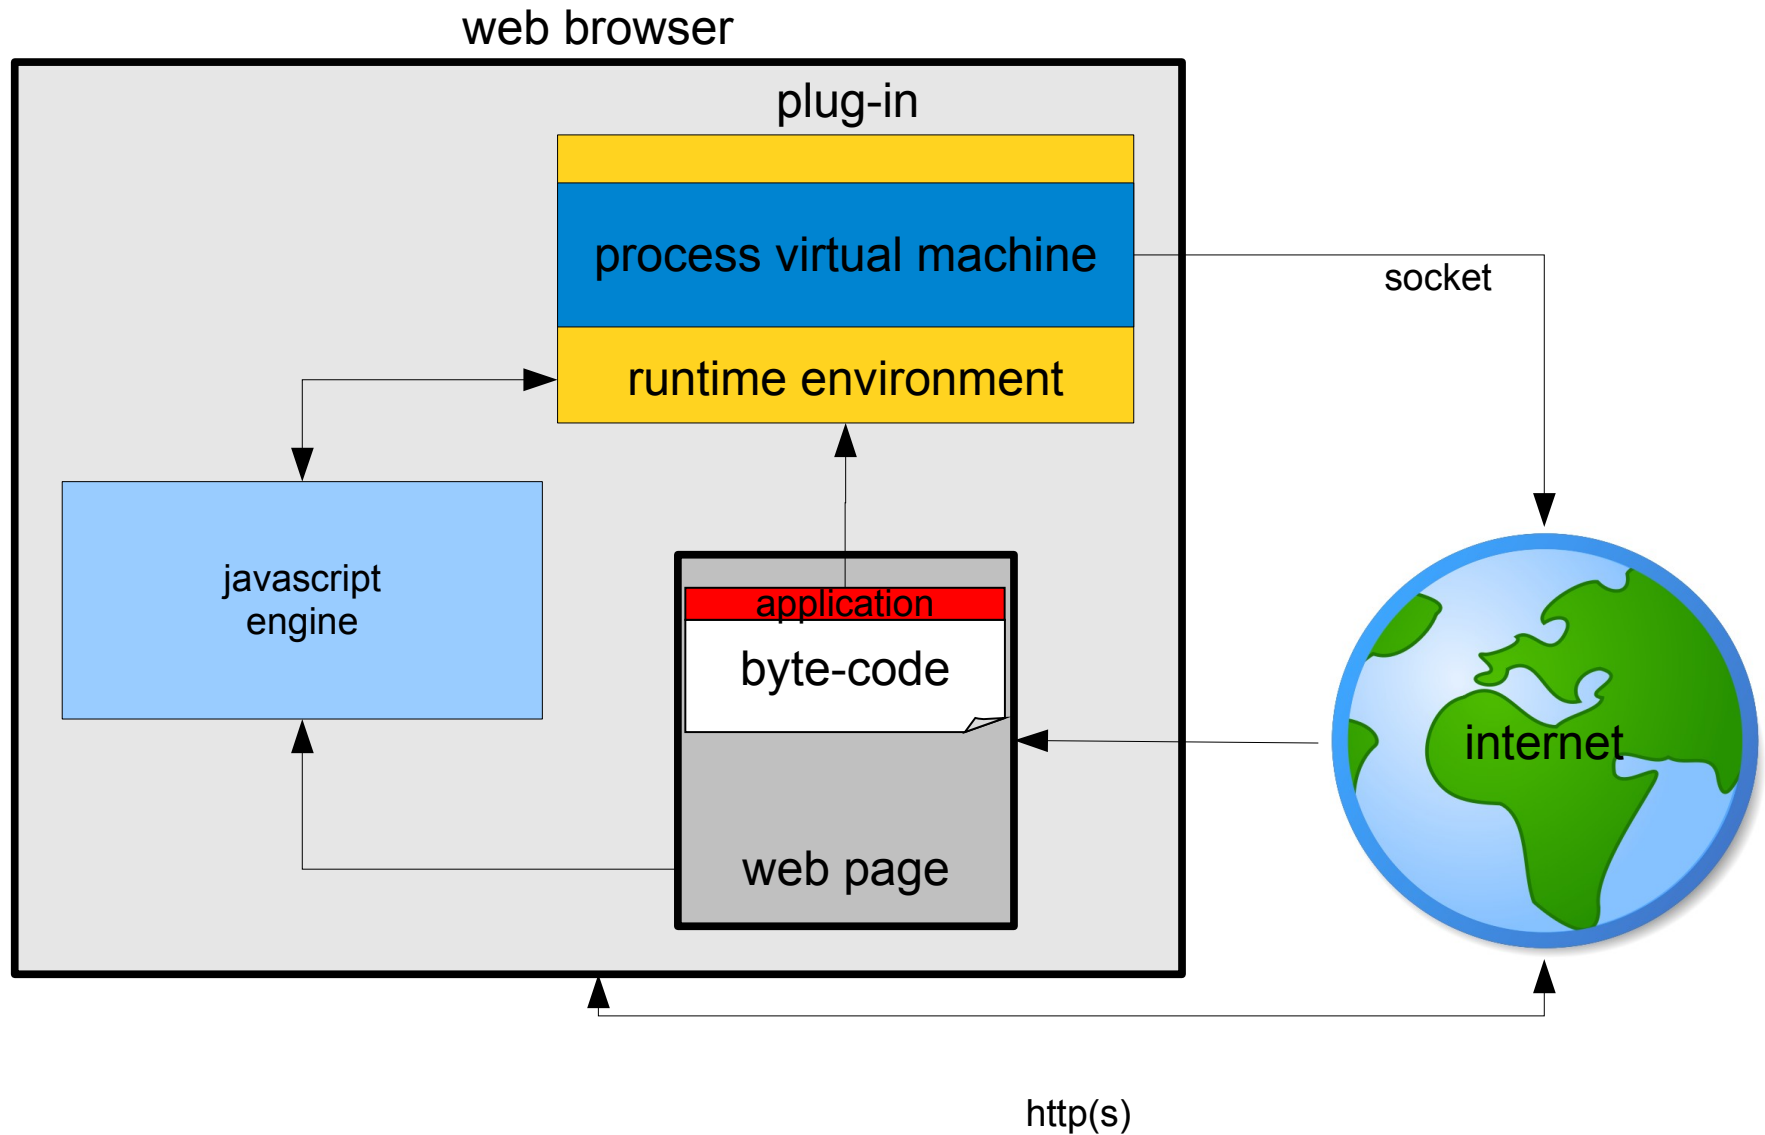 web browser
plug-in
process virtual machine
socket
runtime environment
javascript
engine
application
byte-code
internet
web page
http(s)